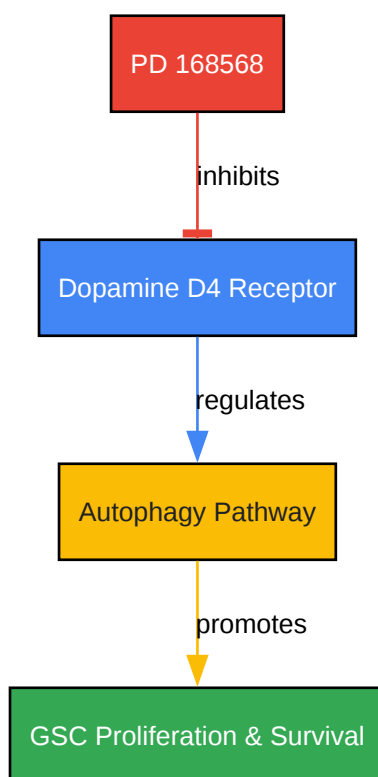 PD 168568
inhibits
Dopamine D4 Receptor
regulates
Autophagy Pathway
promotes
GSC Proliferation & Survival